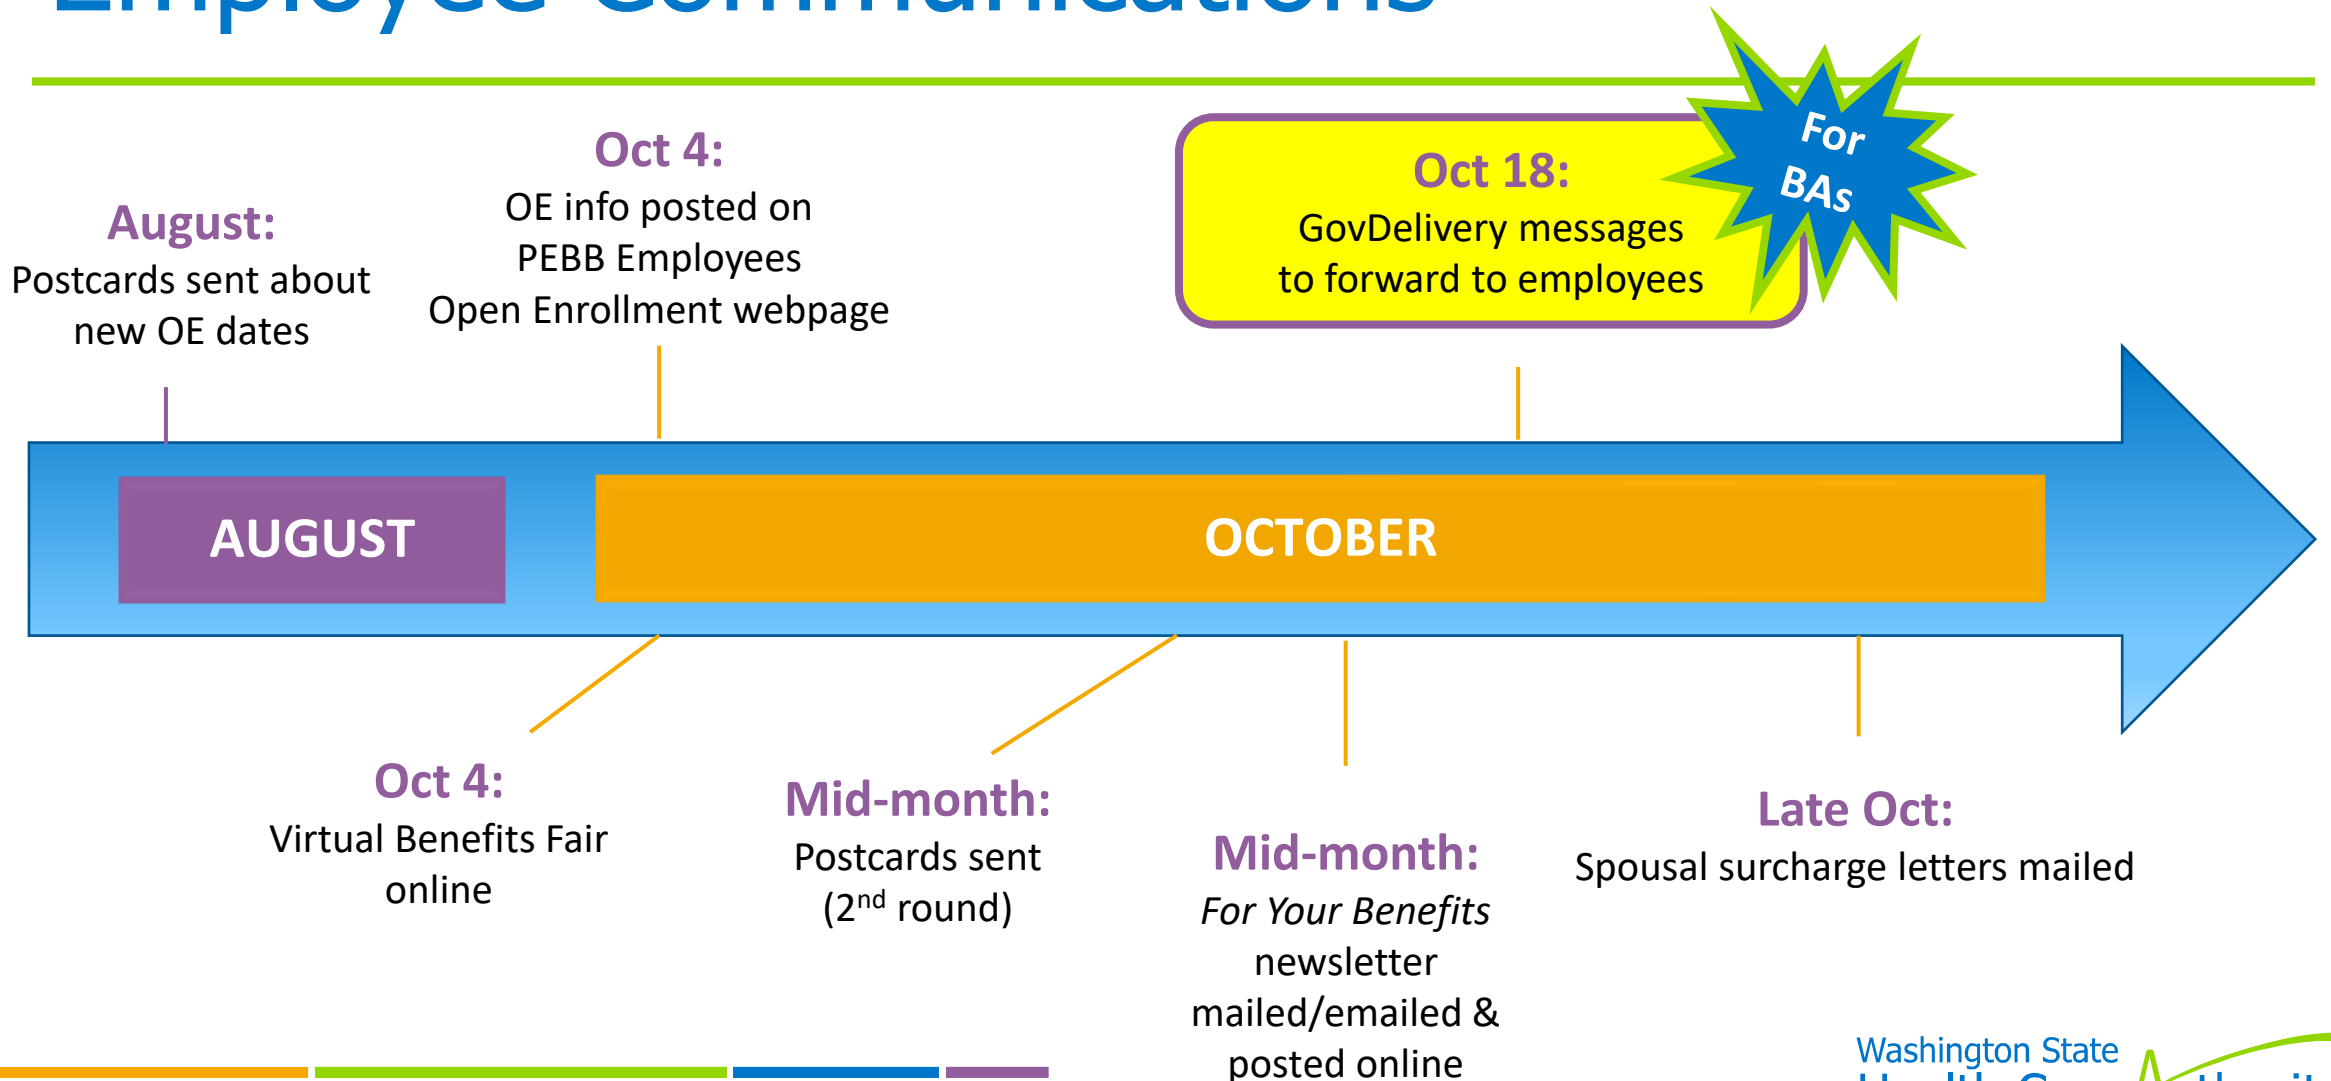 Employee Communications
August:
Postcards sent about
new OE dates
Oct 4:
OE info posted on
PEBB Employees
Open Enrollment webpage
Oct 18:
GovDelivery messages
to forward to employees
For
BAs
AUGUST
OCTOBER
Oct 4:
Virtual Benefits Fair
online
Mid-month:
Postcards sent
(2nd round)
Mid-month:
For Your Benefits
newsletter
mailed/emailed &
posted online
Late Oct:
Spousal surcharge letters mailed
Washington State